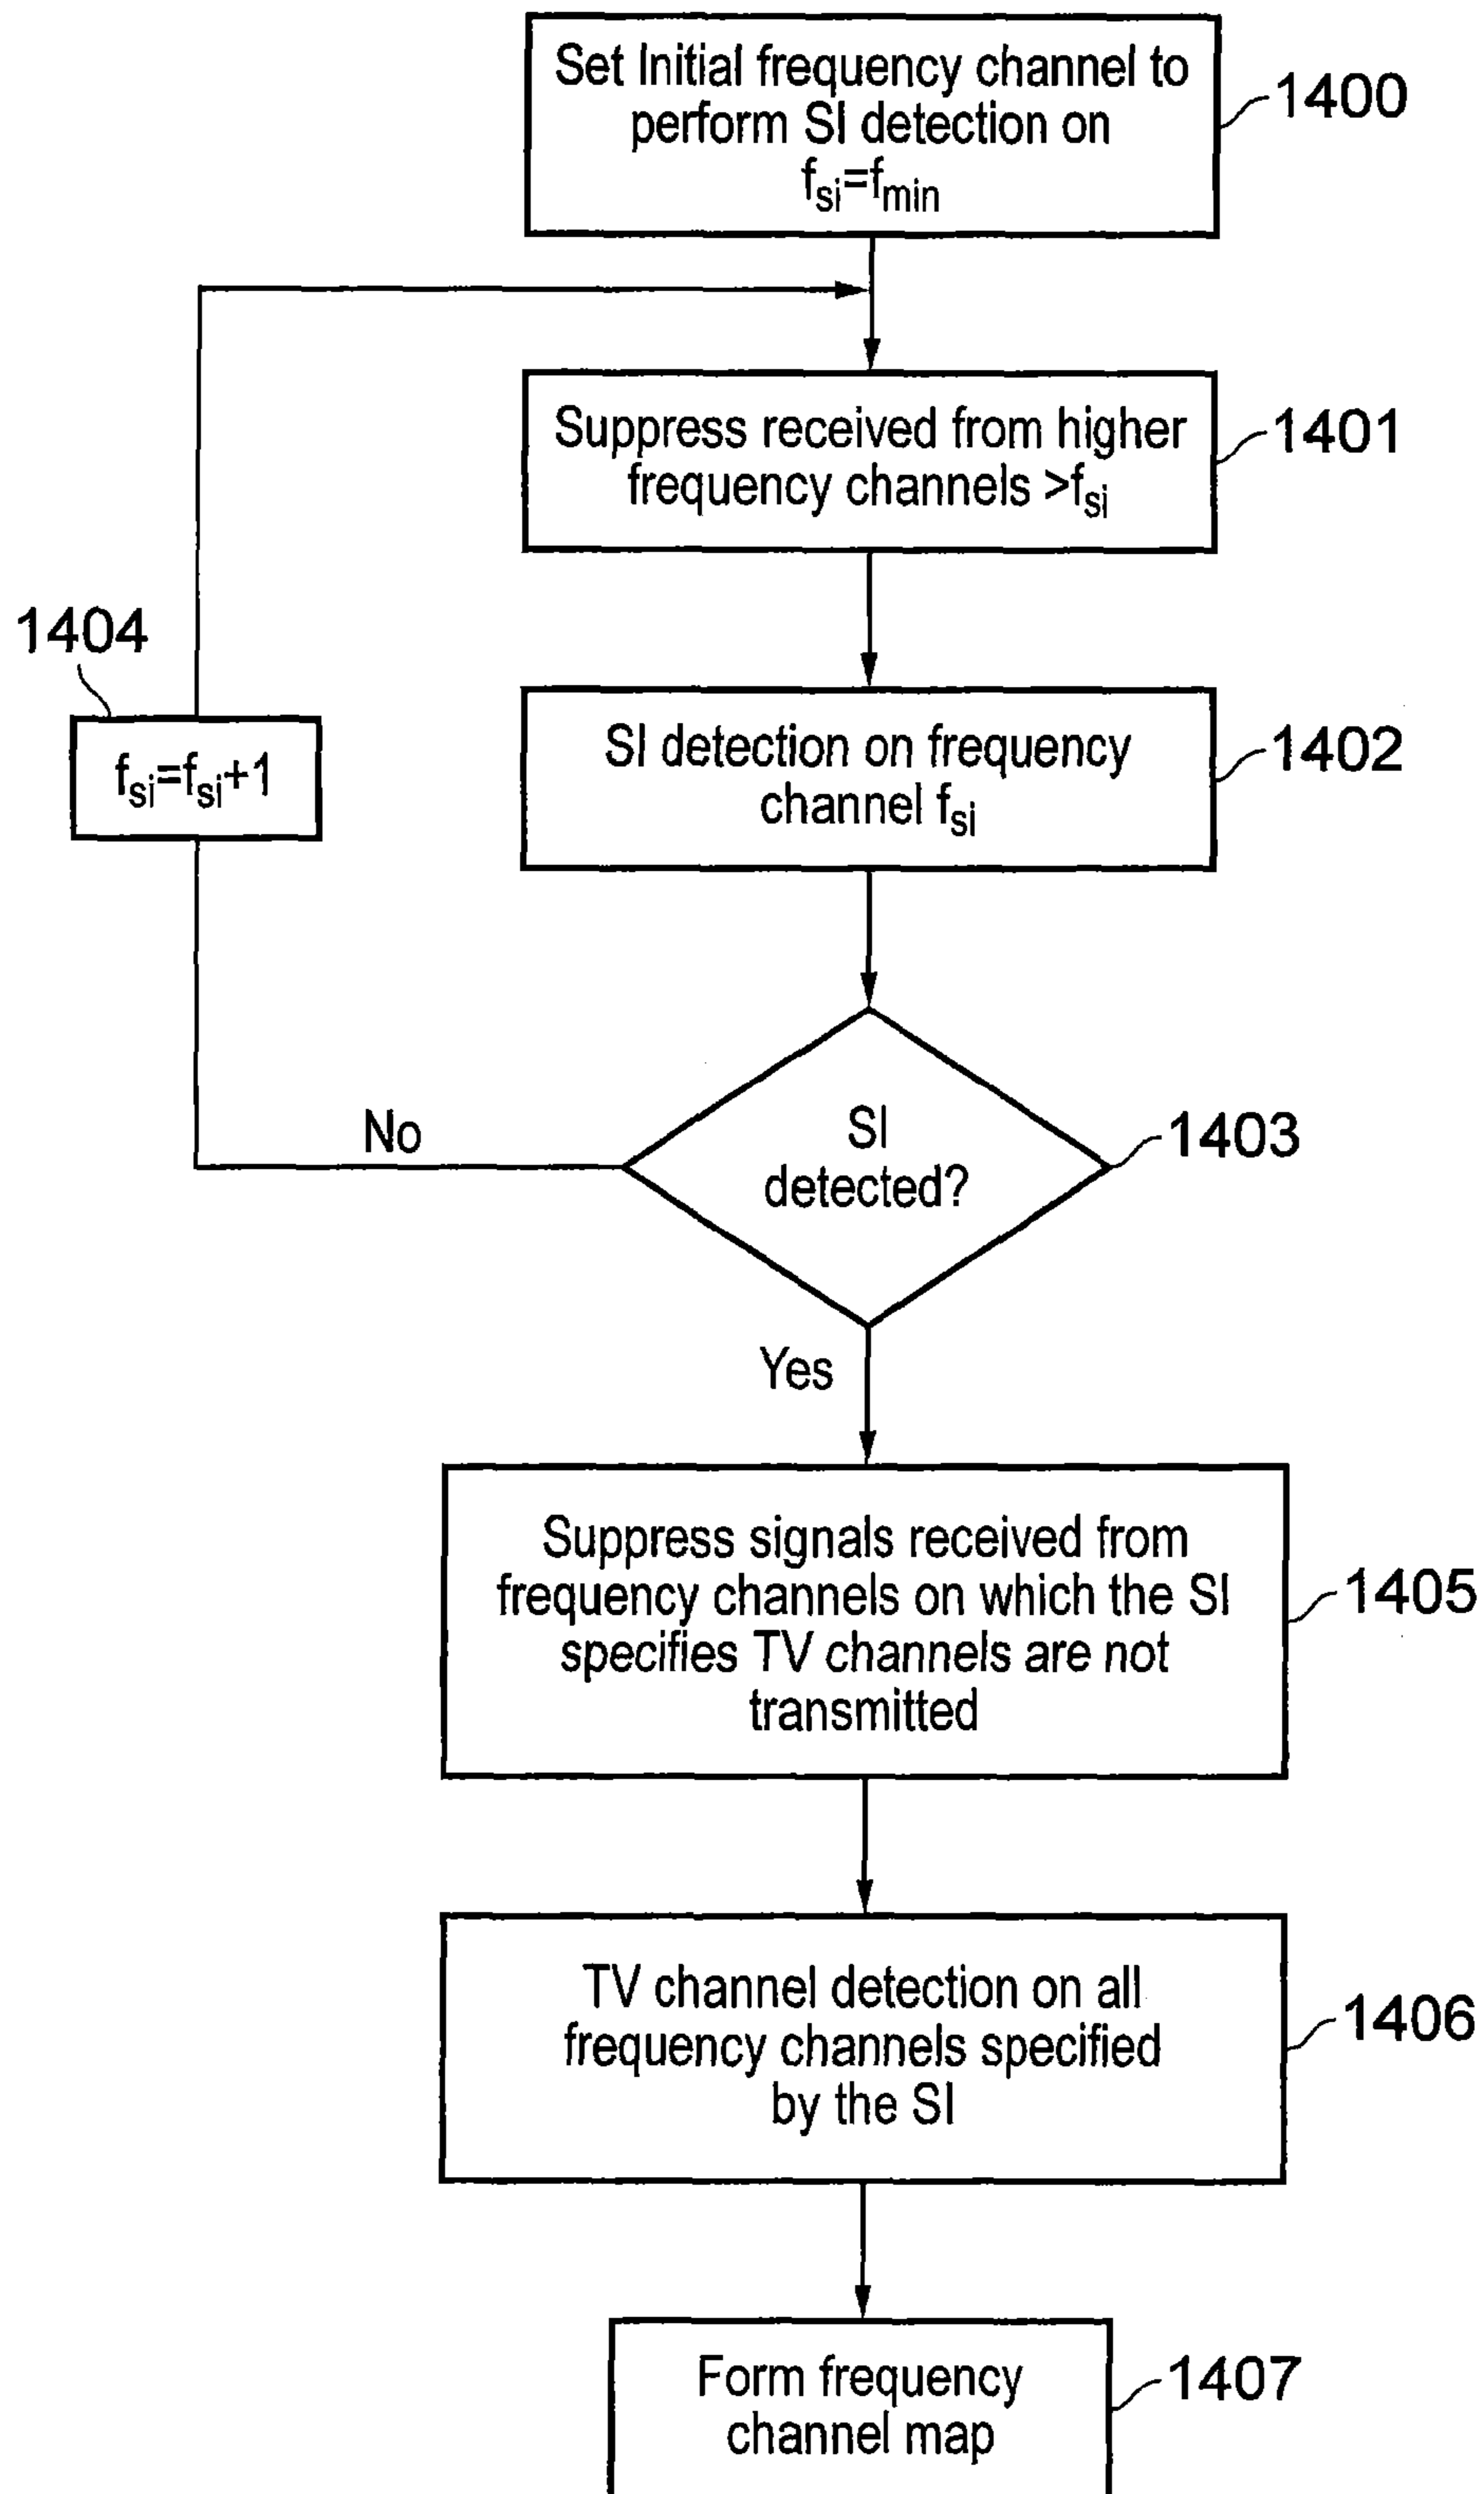 Set Initial frequency channel to
perform SI detection on
fsi=fmin
1400
Suppress received from higher
frequency channels >fsi
1401
1404
fsi=fsi+1
SI detection on frequency
channel fsi
1402
No
SI
detected?
1403
Yes
Suppress signals received from
frequency channels on which the SI
specifies TV channels are not
transmitted
1405
TV channel detection on all
frequency channels specified
by the SI
1406
Form frequency
channel map
1407